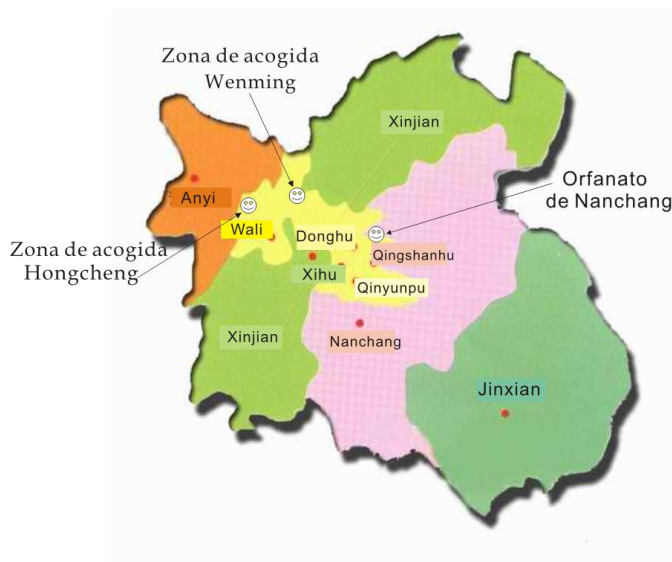 Zona de acogida
Wenming
Xinjian
Orfanato
de Nanchang
Anyi
Wali
Donghu
Zona de acogida
Hongcheng
Qingshanhu
Xihu
Qinyunpu
Xinjian
Nanchang
Jinxian